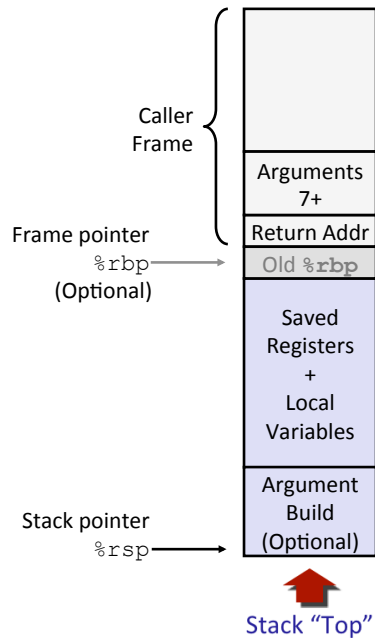 Caller
Frame
Arguments
7+
Return Addr
Frame pointer
%rbp
(Optional)
Old %rbp
Saved
Registers
+
Local
Variables
Argument
Build
(Optional)
Stack pointer
%rsp
Stack “Top”